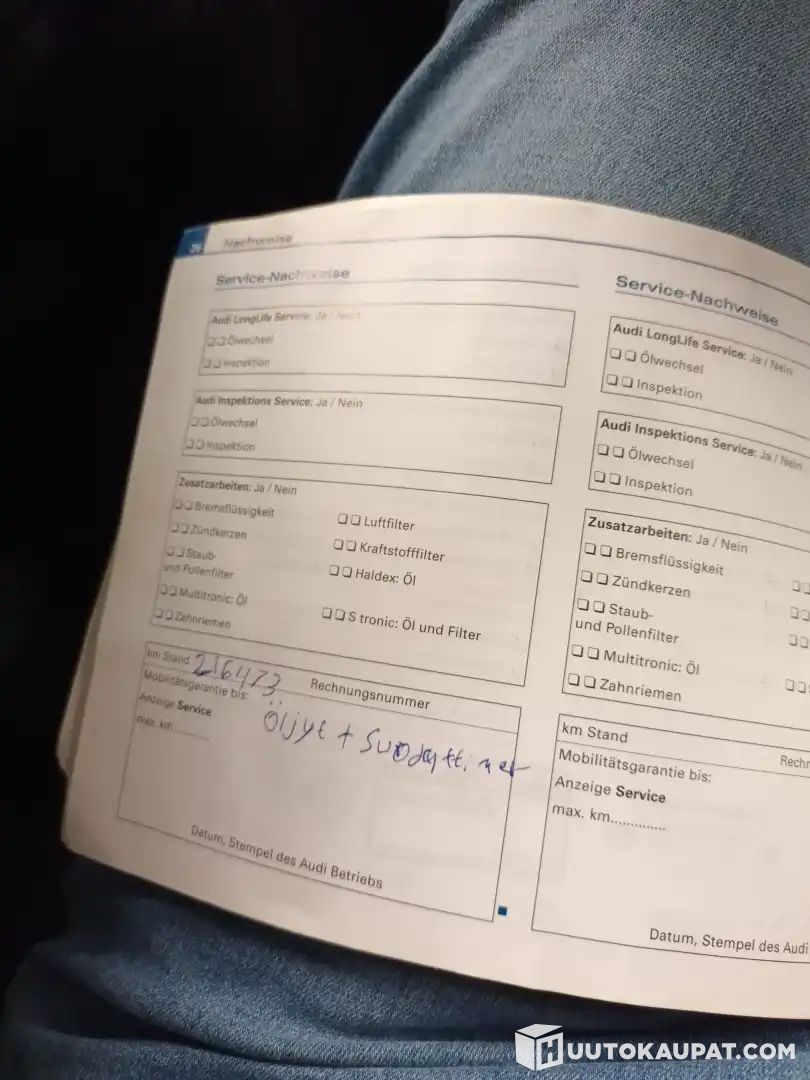 26 Nachweise
Service-Nachweise
Audi LongLife Service: Ja / Nein
Ölwechsel
Inspektion
Audi Inspektions Service: Ja / Nein
Ölwechsel
Inspektion
Zusatzarbeiten: Ja / Nein
Bremsflüssigkeit
Zündkerzen
Staub-
und Pollenfilter
Multitronic: Öl
Zahnriemen
Luftfilter
Kraftstofffilter
Haldex: Öl
S tronic: Öl und Filter
km Stand 216473
Rechnungsnummer
Mobilitätsgarantie bis:
Öljyt + Suodattimet
Anzeige Service
max. km..........
Datum, Stempel des Audi Betriebs
Service-Nachweise
Audi LongLife Service: Ja / Nein
Ölwechsel
Inspektion
Audi Inspektions Service: Ja / Nein
Ölwechsel
Inspektion
Zusatzarbeiten: Ja / Nein
Bremsflüssigkeit
Zündkerzen
Staub-
und Pollenfilter
Multitronic: Öl
Zahnriemen
km Stand
Rechn
Mobilitätsgarantie bis:
Anzeige Service
max. km..............
Datum, Stempel des Audi
HUUTOKAUPAT.COM